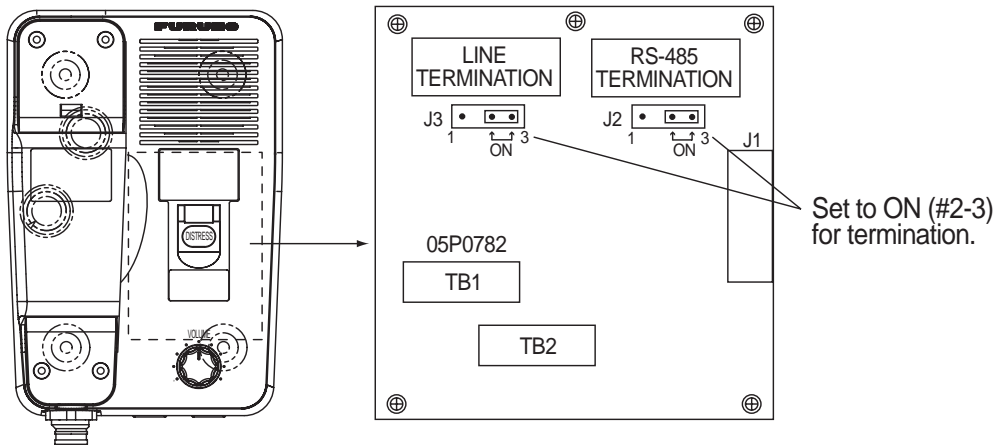 FURUNO
DISTRESS
VOLUME
LINE
TERMINATION
RS-485
TERMINATION
J3
1
3
ON
J2
1
3
ON
J1
Set to ON (#2-3)
for termination.
05P0782
TB1
TB2